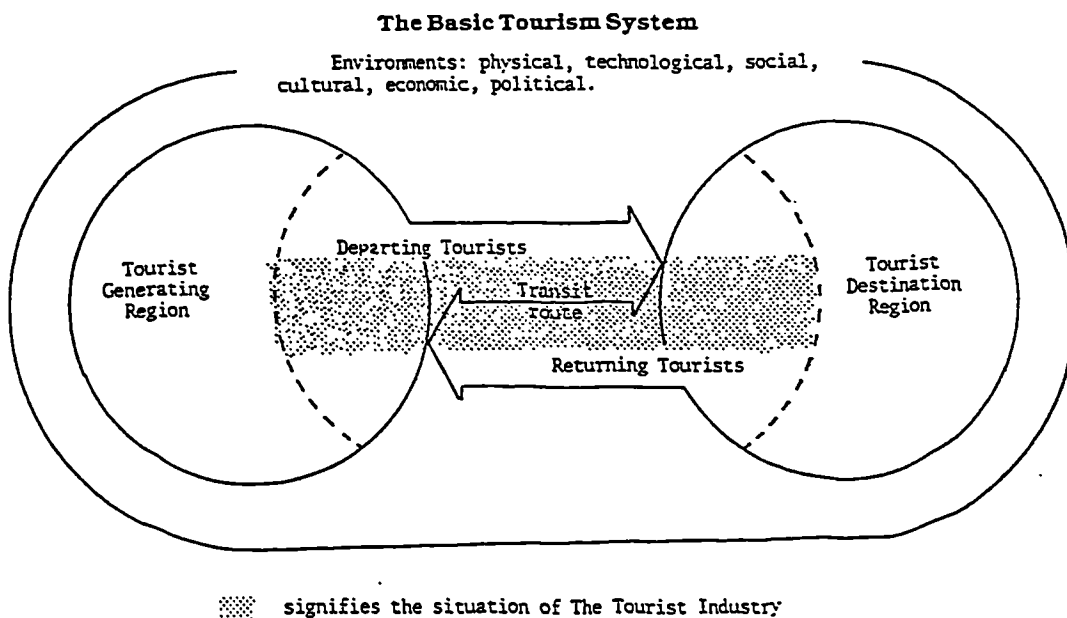 The Basic Tourism System
Environments: physical, technological, social,
cultural, economic, political.
Departing Tourists
Tourist
Generating
Region
Transit
route
Tourist
Destination
Region
Returning Tourists
signifies the situation of The Tourist Industry